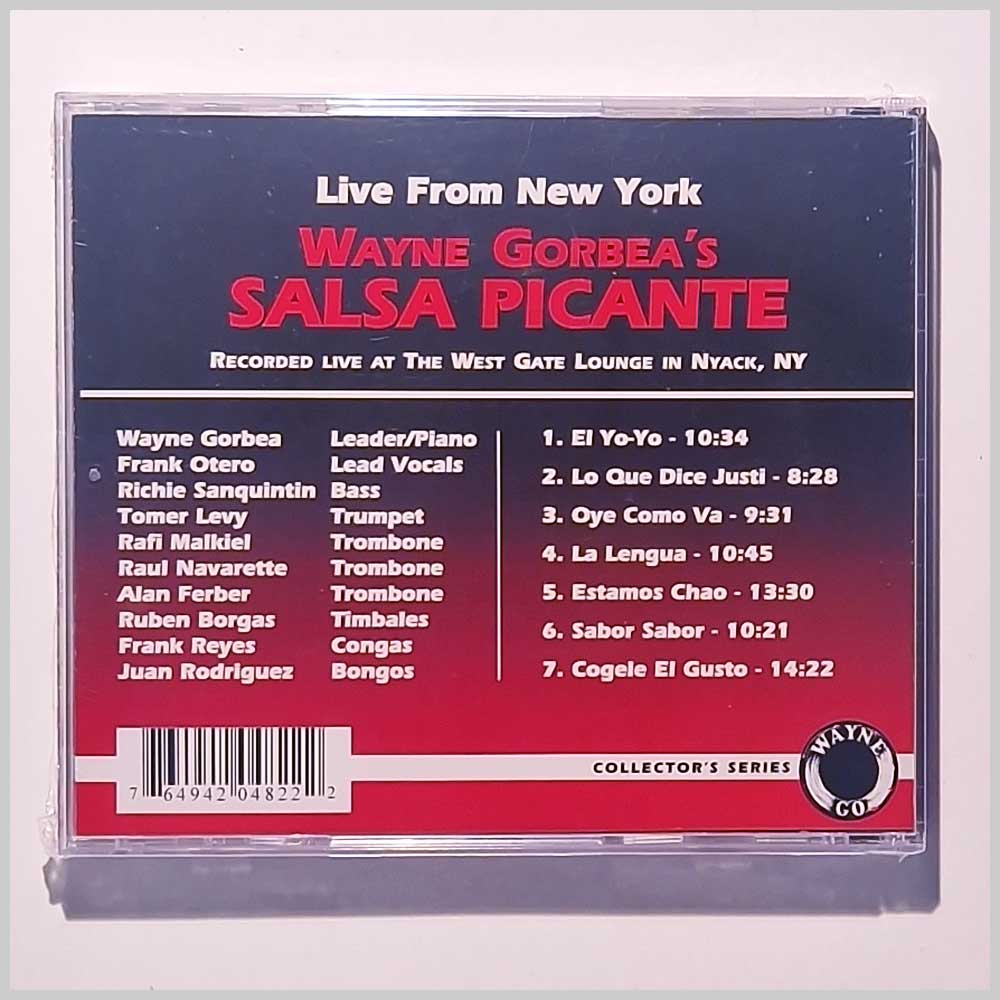 Live From New York
WAYNE GORBEA'S
SALSA PICANTE
RECORDED LIVE AT THE WEST GATE LOUNGE IN NYACK, NY
Wayne Gorbea Leader/Piano
Frank Otero Lead Vocals
Richie Sanquintin Bass
Tomer Levy Trumpet
Rafi Malkiel Trombone
Raul Navarette Trombone
Alan Ferber Trombone
Ruben Borgas Timbales
Frank Reyes Congas
Juan Rodriguez Bongos
1. El Yo-Yo - 10:34
2. Lo Que Dice Justi - 8:28
3. Oye Como Va - 9:31
4. La Lengua - 10:45
5. Estamos Chao - 13:30
6. Sabor Sabor - 10:21
7. Cogele El Gusto - 14:22
7 64942 04822 2
COLLECTOR'S SERIES
WAYNE
GO